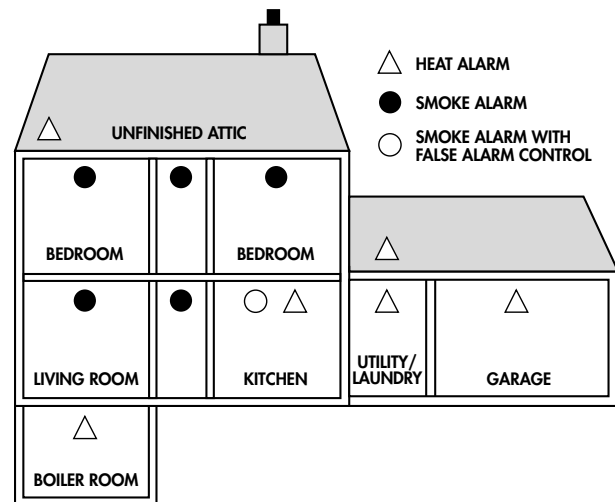 HEAT ALARM
SMOKE ALARM
SMOKE ALARM WITH
FALSE ALARM CONTROL
UNFINISHED ATTIC
BEDROOM
BEDROOM
LIVING ROOM
KITCHEN
UTILITY/
LAUNDRY
GARAGE
BOILER ROOM